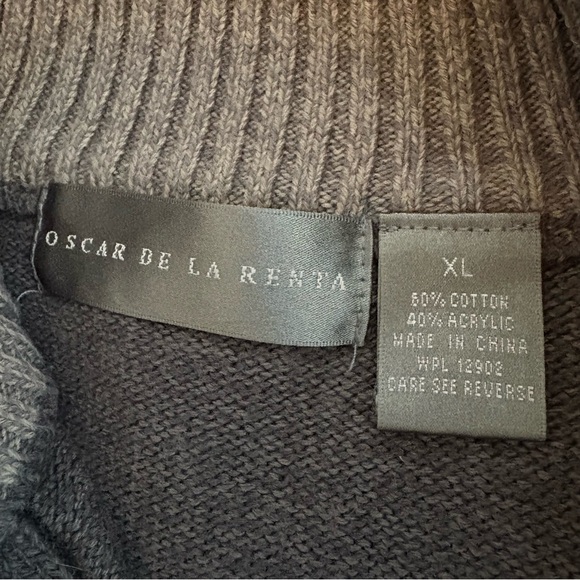 OSCAR DE LA RENTA
XL
60% COTTON
40% ACRYLIC
MADE IN CHINA
WPL 12902
CARE SEE REVERSE